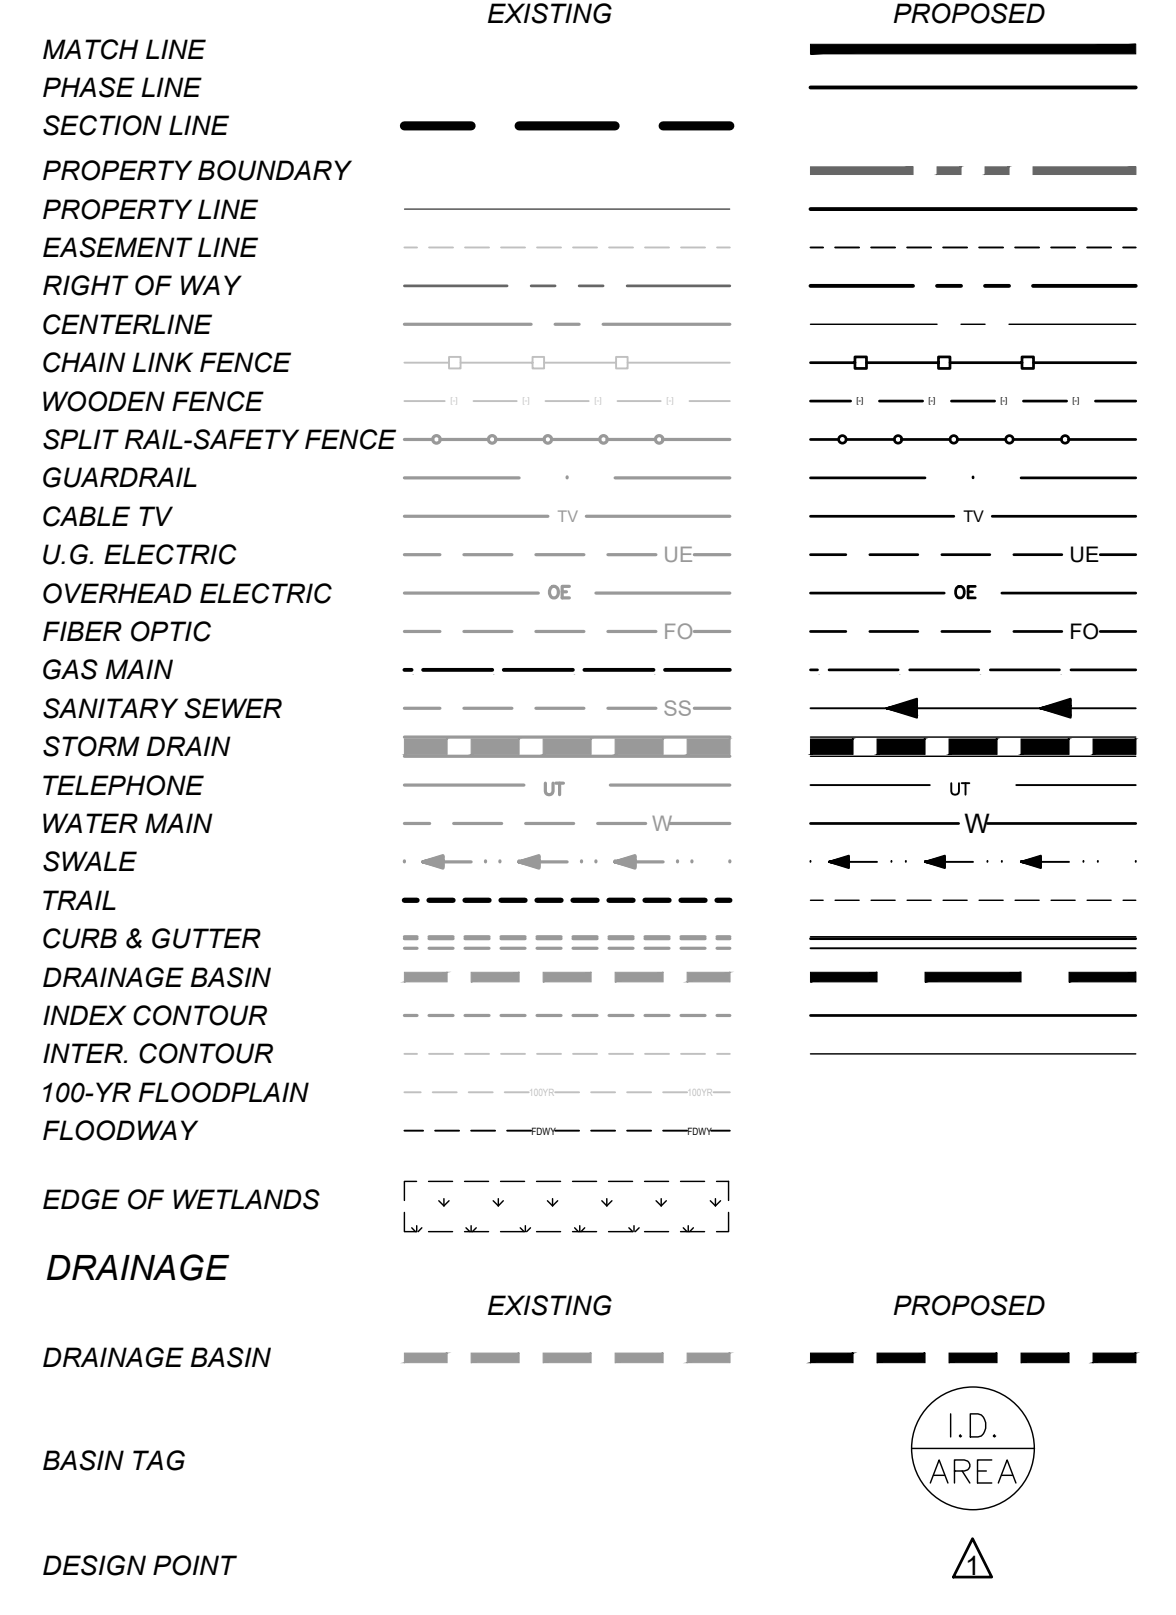 EXISTING PROPOSED
MATCH LINE
PHASE LINE
SECTION LINE
PROPERTY BOUNDARY
PROPERTY LINE
EASEMENT LINE
RIGHT OF WAY
CENTERLINE
CHAIN LINK FENCE
WOODEN FENCE
SPLIT RAIL-SAFETY FENCE
GUARDRAIL
CABLE TV TV TV
U.G. ELECTRIC UE UE
OVERHEAD ELECTRIC OE OE
FIBER OPTIC FO FO
GAS MAIN
SANITARY SEWER SS
STORM DRAIN
TELEPHONE UT UT
WATER MAIN W W
SWALE
TRAIL
CURB & GUTTER
DRAINAGE BASIN
INDEX CONTOUR
INTER. CONTOUR
100-YR FLOODPLAIN 100YR 100YR
FLOODWAY FDWY FDWY
EDGE OF WETLANDS
DRAINAGE
EXISTING PROPOSED
DRAINAGE BASIN
I.D.
BASIN TAG AREA
DESIGN POINT 1